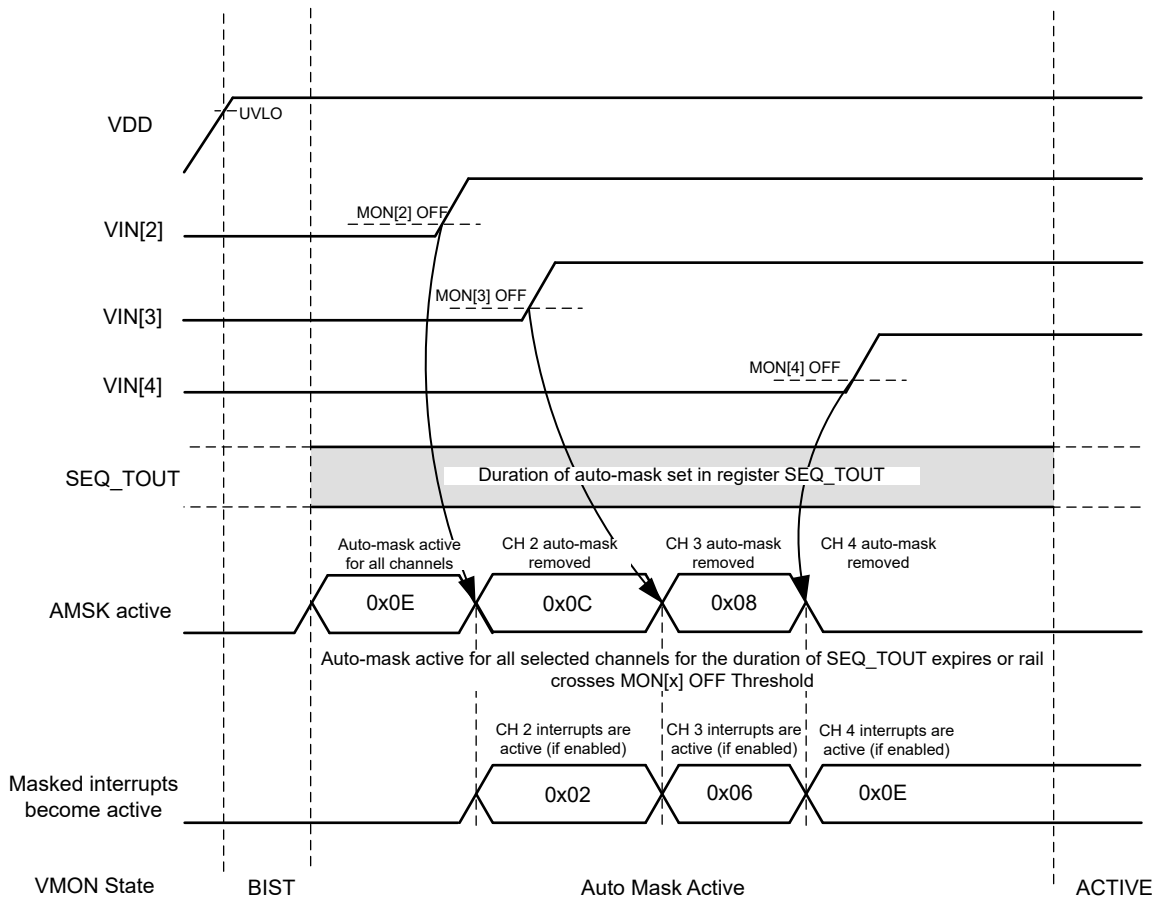 VDD
UVLO
VIN[2]
MON[2] OFF
VIN[3]
MON[3] OFF
VIN[4]
MON[4] OFF
SEQ_TOUT
Duration of auto-mask set in register SEQ_TOUT
Auto-mask active
for all channels
CH 2 auto-mask
removed
CH 3 auto-mask
removed
CH 4 auto-mask
removed
AMSK active
0x0E
0x0C
0x08
Auto-mask active for all selected channels for the duration of SEQ_TOUT expires or rail
crosses MON[x] OFF Threshold
CH 2 interrupts are
active (if enabled)
CH 3 interrupts are
active (if enabled)
CH 4 interrupts are
active (if enabled)
Masked interrupts
become active
0x02
0x06
0x0E
VMON State
BIST
Auto Mask Active
ACTIVE